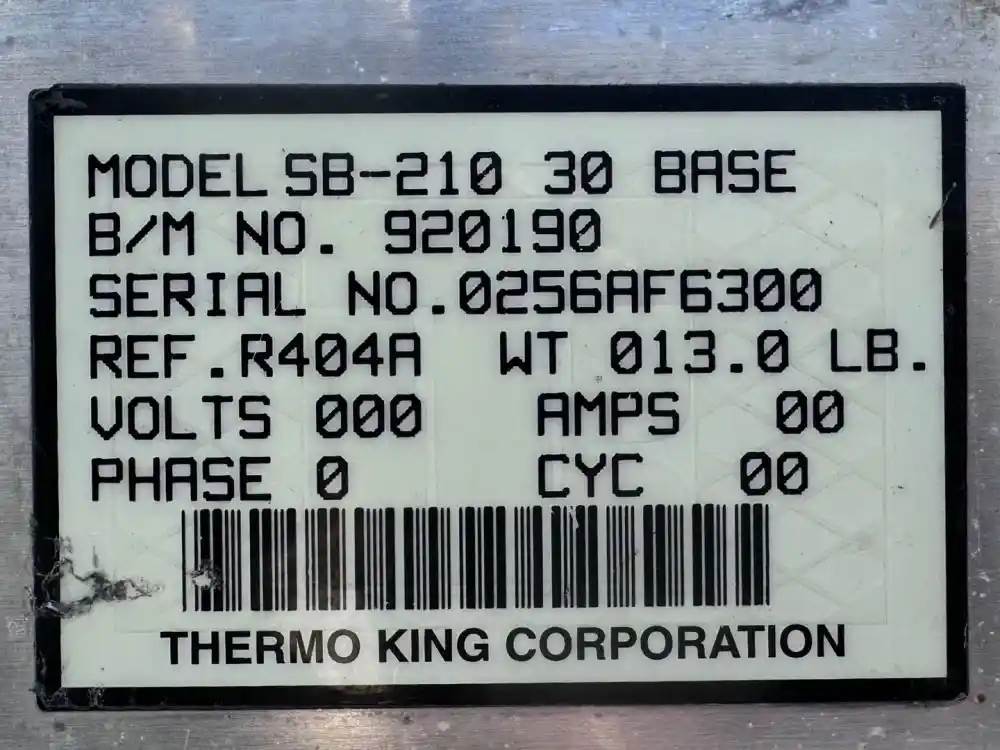 MODEL SB-210 30 BASE
B/M NO. 920190
SERIAL NO.0256AF6300
REF.R404A WT 013.0 LB.
VOLTS 000 AMPS 00
PHASE 0 CYC 00
THERMO KING CORPORATION